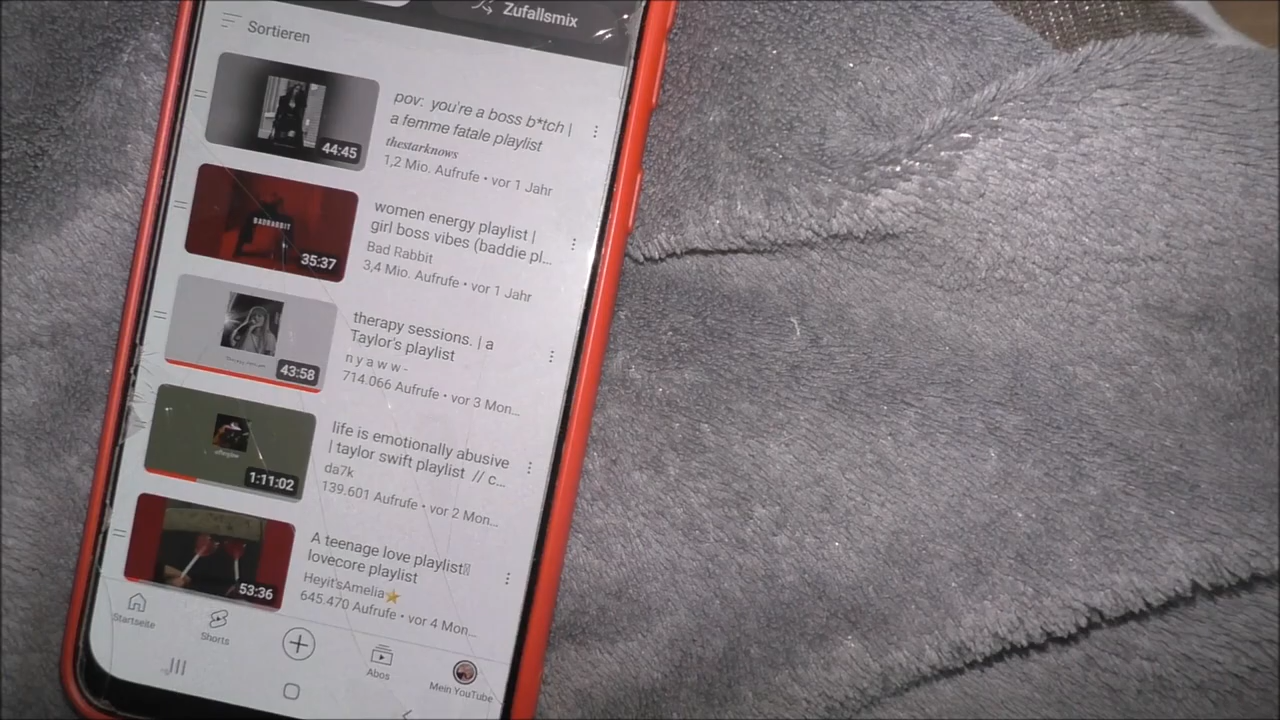 Zufallsmix
Sortieren
pov: you're a boss b*tch |
a femme fatale playlist
thestarknows
1,2 Mio. Aufrufe • vor 1 Jahr
44:45
women energy playlist |
girl boss vibes (baddie pl...
Bad Rabbit
3,4 Mio. Aufrufe • vor 1 Jahr
BADRABBIT
35:37
therapy sessions. | a
Taylor's playlist
n y a w w -
714.066 Aufrufe • vor 3 Mon...
43:58
life is emotionally abusive
| taylor swift playlist // c...
da7k
139.601 Aufrufe • vor 2 Mon...
1:11:02
A teenage love playlist
lovecore playlist
Heyit'sAmelia⭐
645.470 Aufrufe • vor 4 Mon...
53:36
Startseite
Shorts
Abos
Mein YouTube